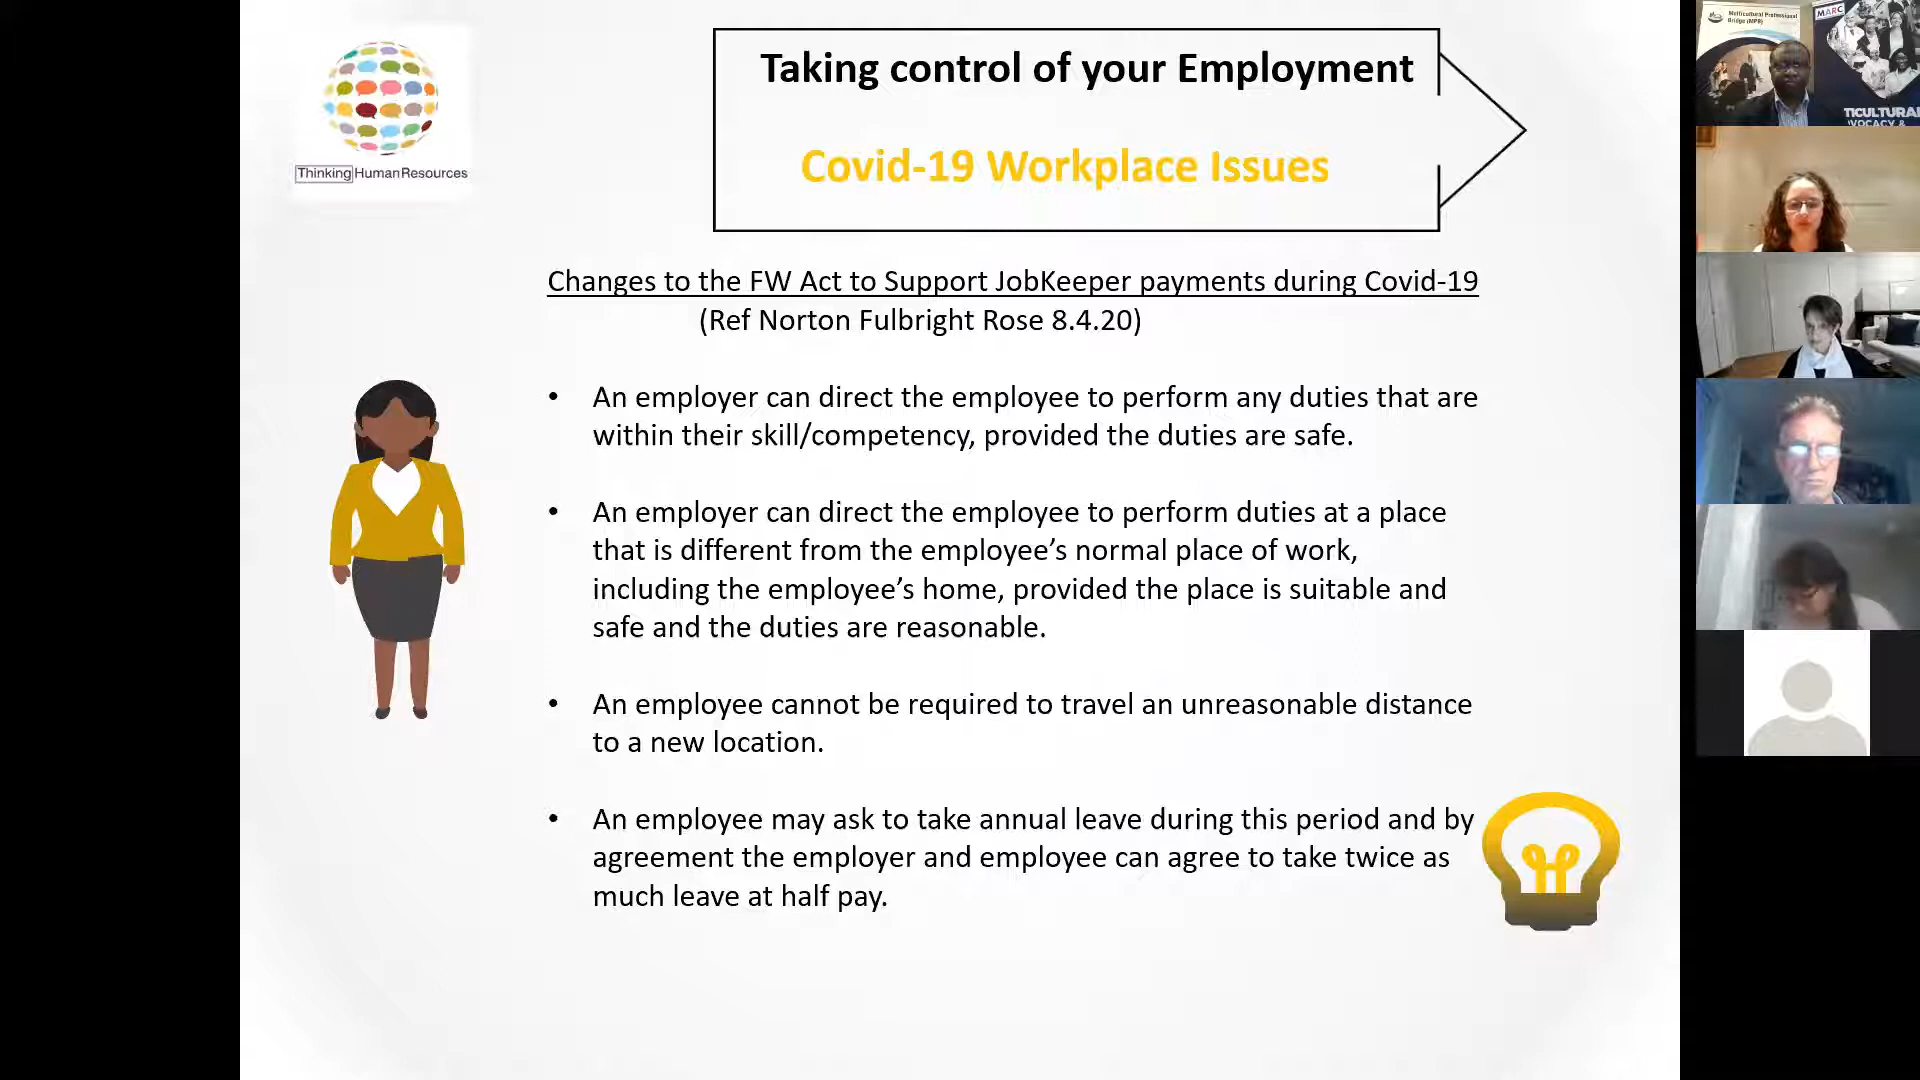 Thinking Human Resources
Taking control of your Employment
Covid-19 Workplace Issues
Changes to the FW Act to Support JobKeeper payments during Covid-19
(Ref Norton Fulbright Rose 8.4.20)
• An employer can direct the employee to perform any duties that are
within their skill/competency, provided the duties are safe.
• An employer can direct the employee to perform duties at a place
that is different from the employee’s normal place of work,
including the employee’s home, provided the place is suitable and
safe and the duties are reasonable.
• An employee cannot be required to travel an unreasonable distance
to a new location.
• An employee may ask to take annual leave during this period and by
agreement the employer and employee can agree to take twice as
much leave at half pay.
Multicultural Professional
Bridge (MPB)
MARC
TICULTURAL
VOCACY &